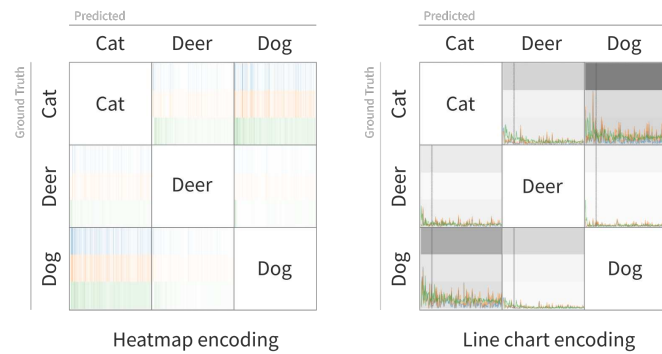 Predicted
Cat Deer Dog
Ground Truth
Cat
Deer
Dog
Cat
Deer
Dog
Heatmap encoding
Predicted
Cat Deer Dog
Ground Truth
Cat
Deer
Dog
Cat
Deer
Dog
Line chart encoding